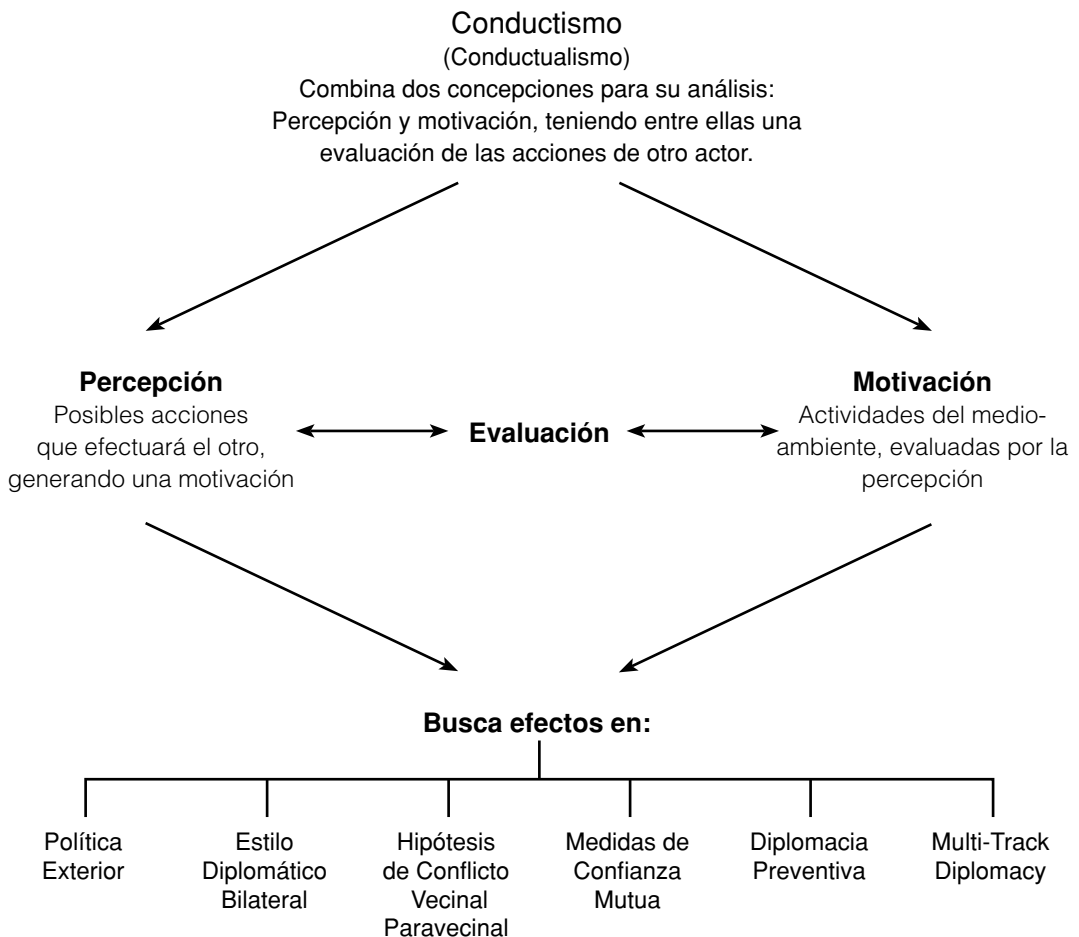 Conductismo
(Conductualismo)
Combina dos concepciones para su análisis:
Percepción y motivación, teniendo entre ellas una
evaluación de las acciones de otro actor.
Percepción
Posibles acciones
que efectuará el otro,
generando una motivación
Evaluación
Motivación
Actividades del medio-
ambiente, evaluadas por la
percepción
Busca efectos en:
Política
Exterior
Estilo
Diplomático
Bilateral
Hipótesis
de Conflicto
Vecinal
Paravecinal
Medidas de
Confianza
Mutua
Diplomacia
Preventiva
Multi-Track
Diplomacy